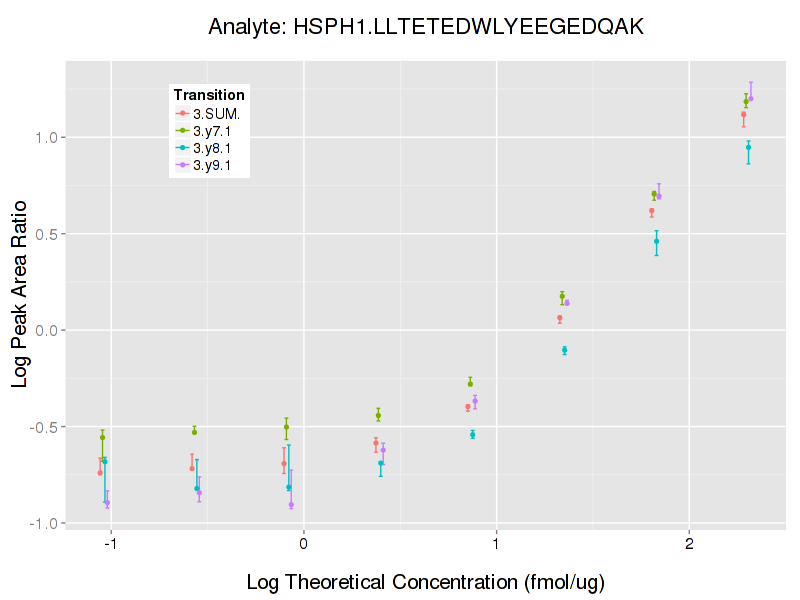 Analyte: HSPH1.LLTETEDWLYEEGEDQAK
Transition
3.SUM.
3.y7.1
3.y8.1
3.y9.1
Log Peak Area Ratio
1.0
0.5
0.0
-0.5
-1.0
-1 0 1 2
Log Theoretical Concentration (fmol/ug)